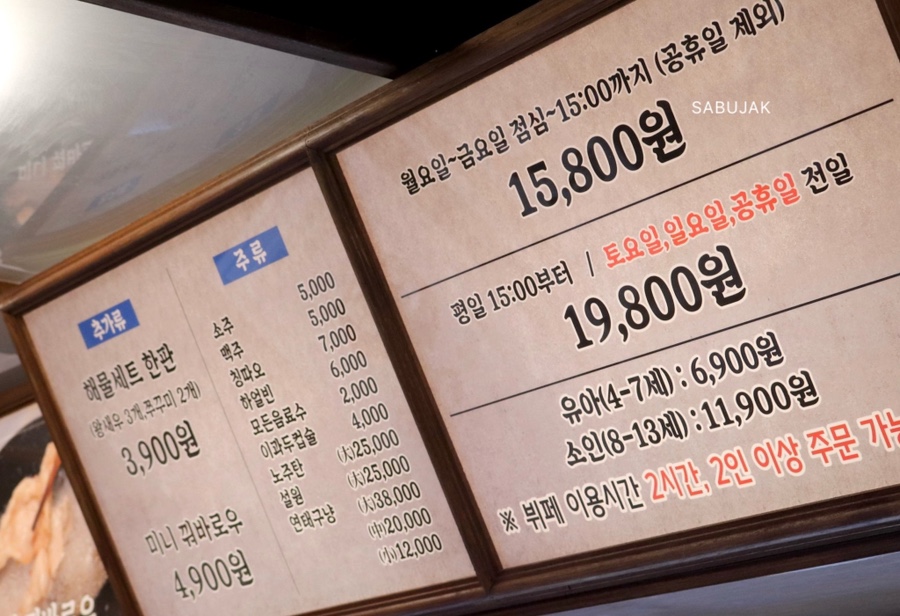 추가류
해물세트 한판
(왕새우 3개,쭈꾸미 2개)
3,900원
미니 꿔바로우
4,900원
주류
소주 5,000
맥주 5,000
칭따오 7,000
하얼빈 6,000
모든음료수 2,000
이과두컵술 4,000
노주탄 (大)25,000
설원 (大)25,000
연태구냥 (大)38,000
(中)20,000
(小)12,000
월요일~금요일 점심~15:00까지 (공휴일 제외)
15,800원
평일 15:00부터 / 토요일,일요일,공휴일 전일
19,800원
유아(4-7세) : 6,900원
소인(8-13세) : 11,900원
※ 뷔페 이용시간 2시간, 2인 이상 주문 가능
SABUJAK